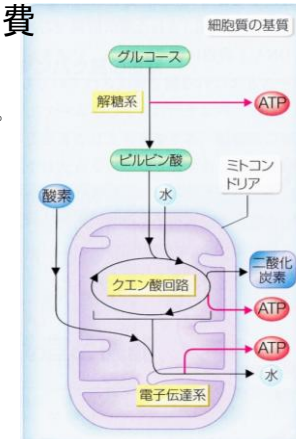 費
細胞質の基質
グルコース
解糖系
ATP
。
ピルビン酸
ミトコン
ドリア
酸素
水
クエン酸回路
二酸化
炭素
ATP
ATP
水
電子伝達系